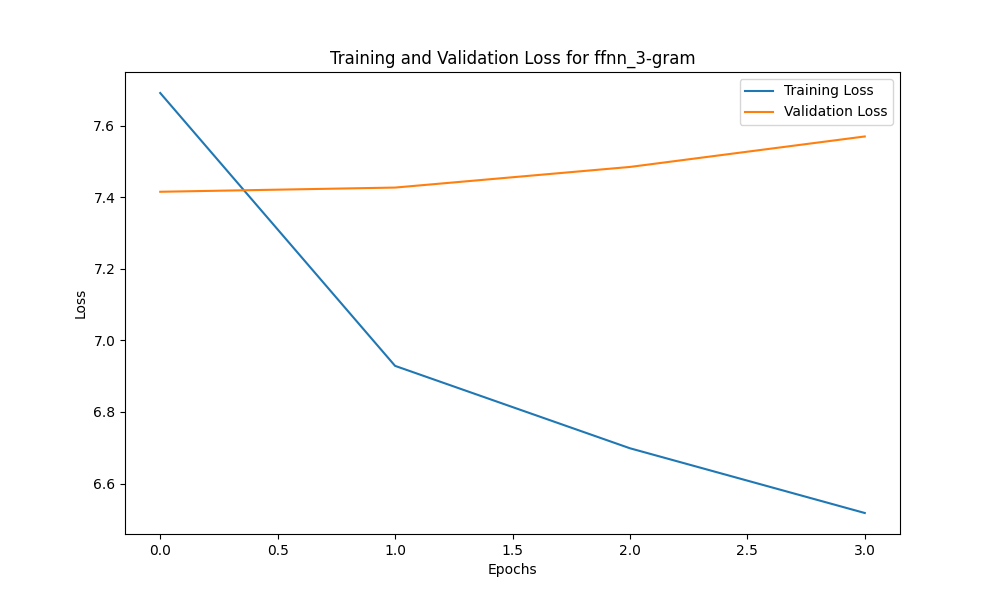 Training and Validation Loss for ffnn_3-gram
Training Loss
Validation Loss
7.6
7.4
7.2
7.0
6.8
6.6
Loss
0.0 0.5 1.0 1.5 2.0 2.5 3.0
Epochs